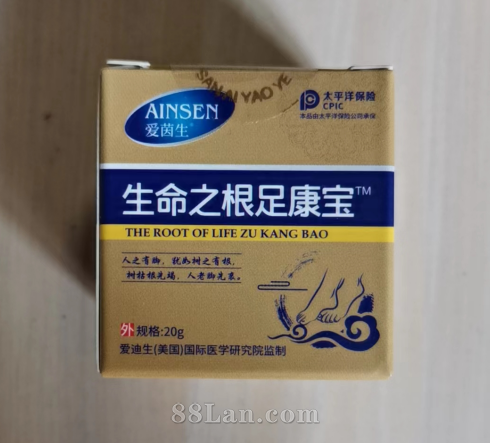 SANAI YAO YE
AINSEN
爱茵生®
太平洋保险
CPIC
本品由太平洋保险公司承保
生命之根足康宝™
THE ROOT OF LIFE ZU KANG BAO
人之有脚，犹如树之有根，
树枯根先竭，人老脚先衰。
外 规格:20g
爱迪生(美国)国际医学研究院监制
88Lan.com